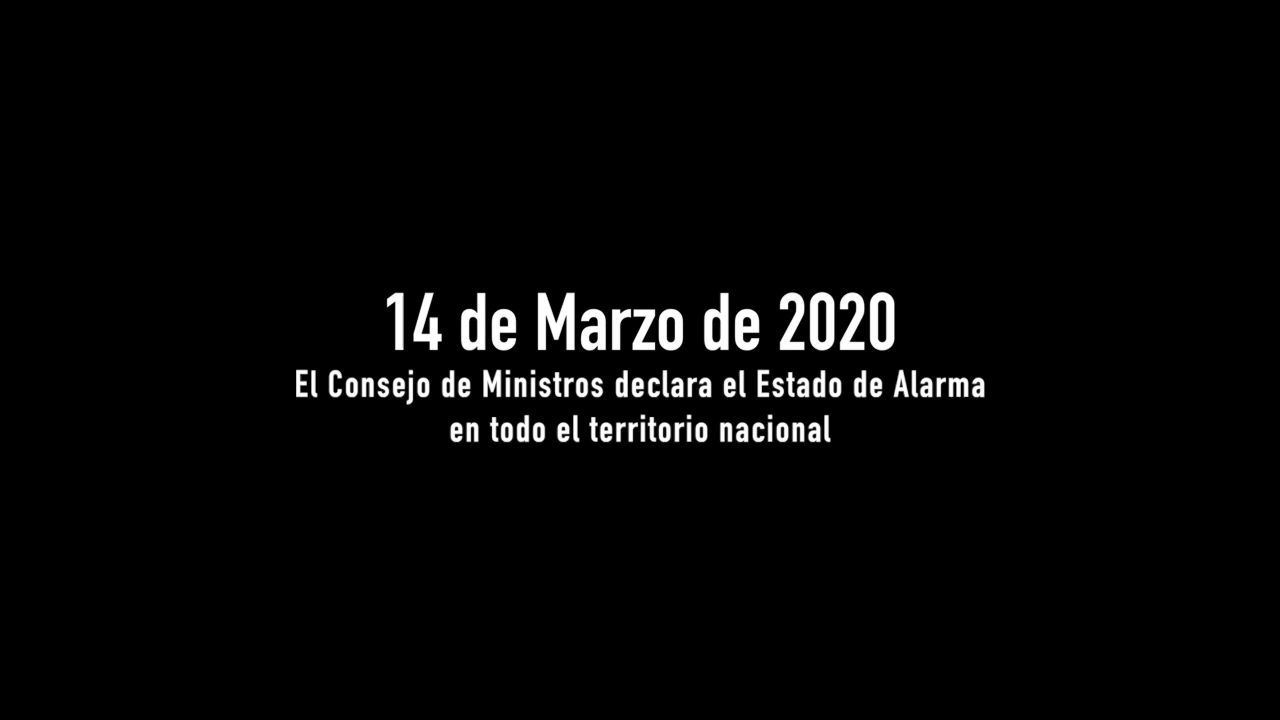 14 de Marzo de 2020
El Consejo de Ministros declara el Estado de Alarma
en todo el territorio nacional